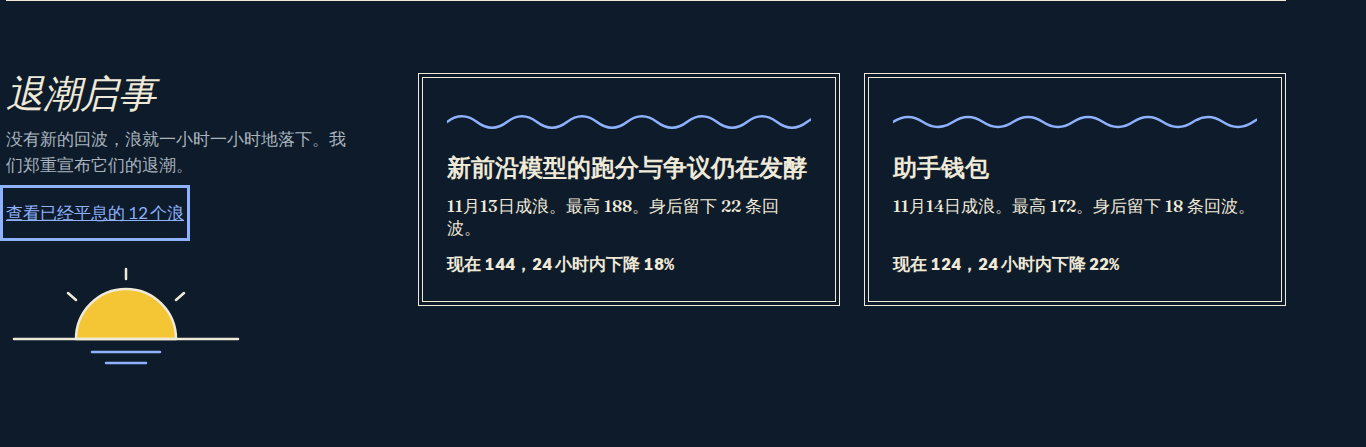 退潮启事
没有新的回波，浪就一小时一小时地落下。我
们郑重宣布它们的退潮。
查看已经平息的 12 个浪
新前沿模型的跑分与争议仍在发酵
11月13日成浪。最高 188。身后留下 22 条回
波。
现在 144，24 小时内下降 18%
助手钱包
11月14日成浪。最高 172。身后留下 18 条回波。
现在 124，24 小时内下降 22%